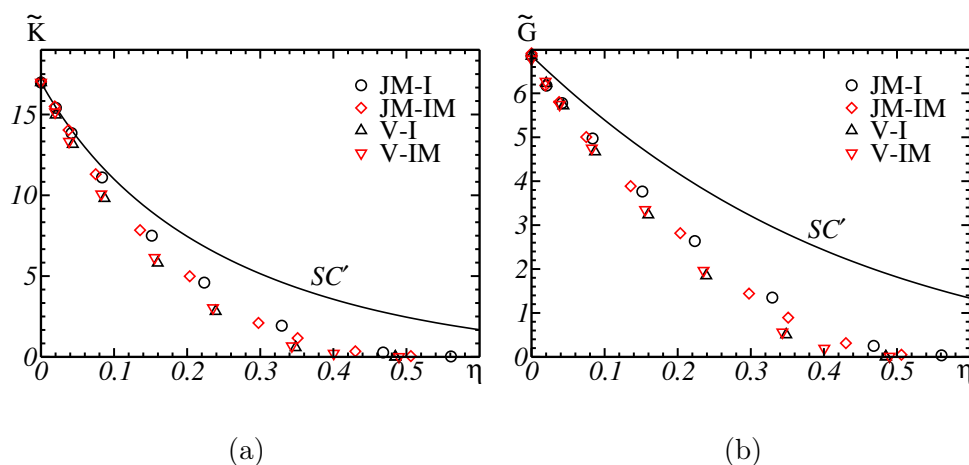 K̃
JM-I
JM-IM
V-I
V-IM
15
10
5
0
SC′
0 0.1 0.2 0.3 0.4 0.5 η
(a)
G̃
JM-I
JM-IM
V-I
V-IM
6
5
4
3
2
1
0
SC′
0 0.1 0.2 0.3 0.4 0.5 η
(b)